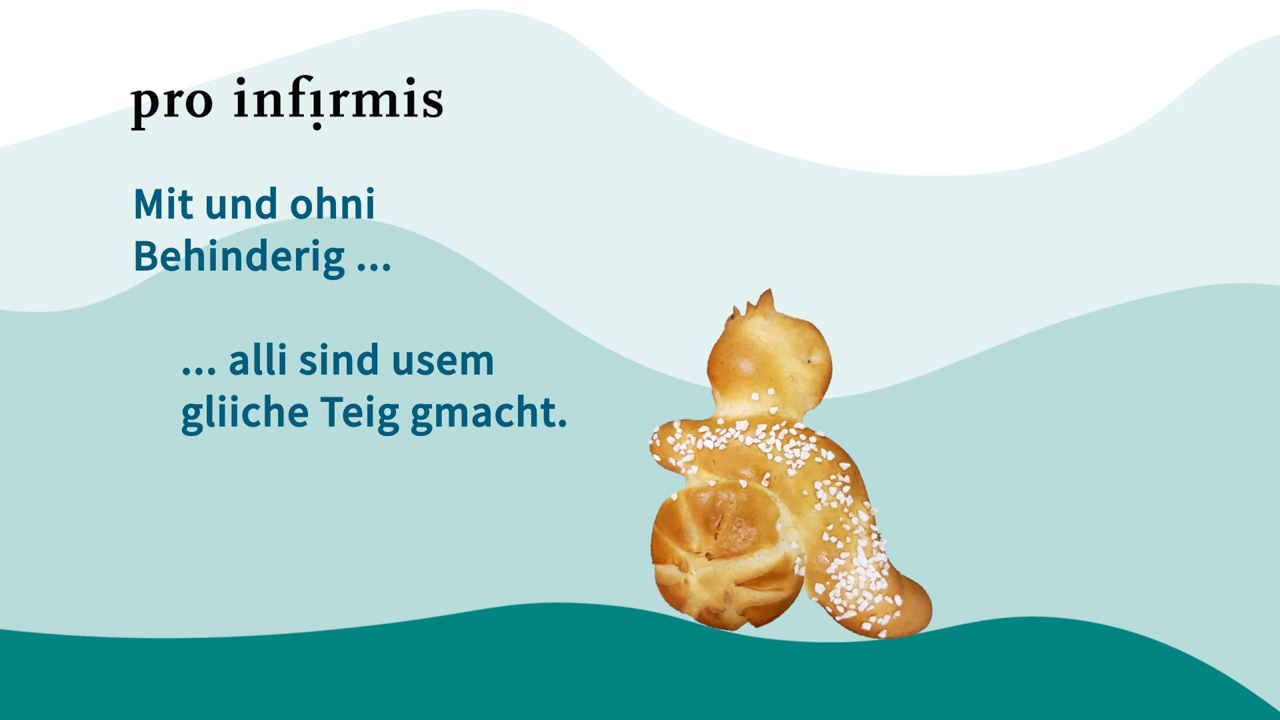 pro infirmis
Mit und ohni
Behinderig ...
... alli sind usem
gliiche Teig gmacht.